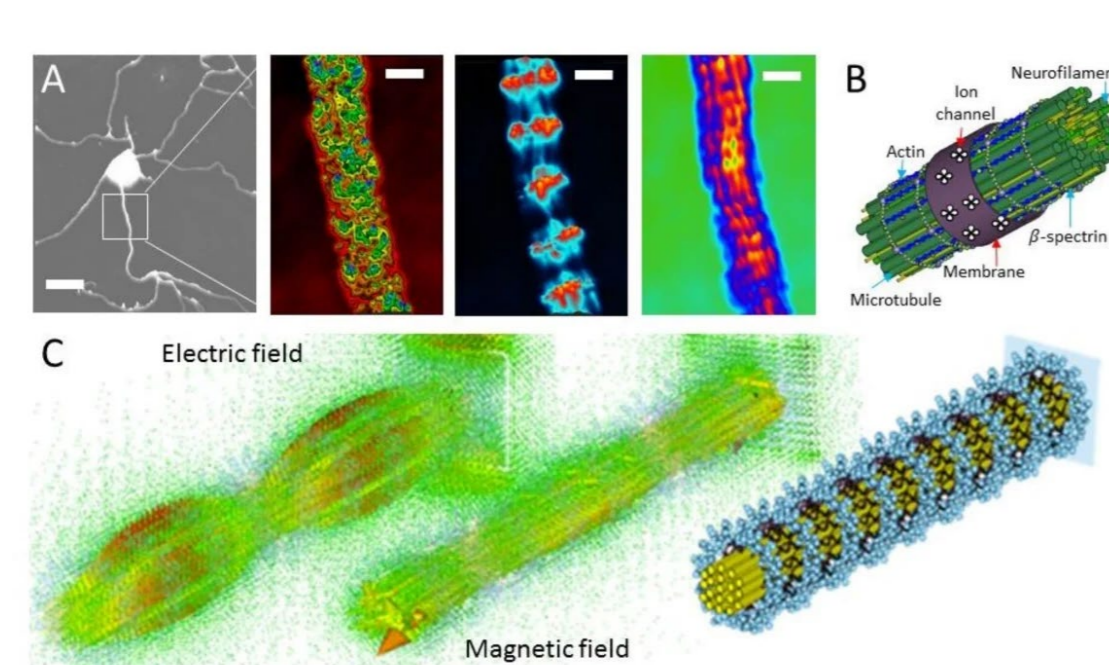 A
B
Neurofilamen
Ion
channel
Actin
β-spectrin
Membrane
Microtubule
C
Electric field
Magnetic field